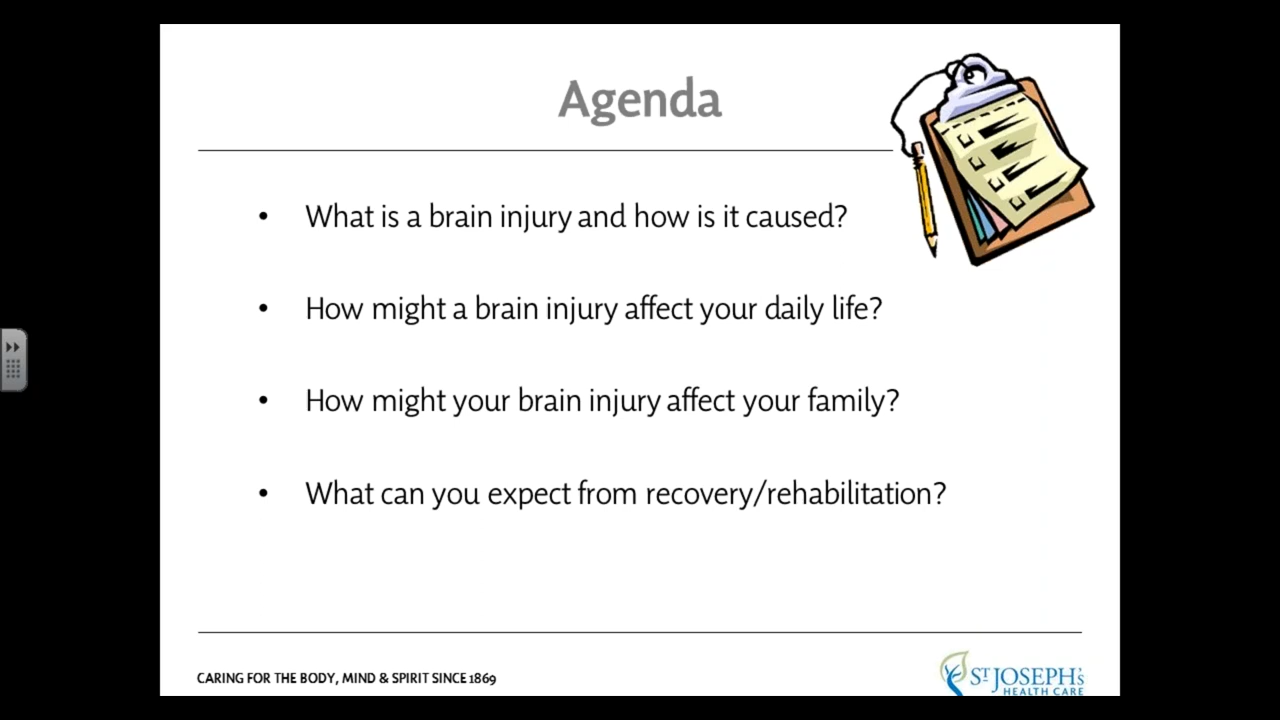 Agenda
• What is a brain injury and how is it caused?
• How might a brain injury affect your daily life?
• How might your brain injury affect your family?
• What can you expect from recovery/rehabilitation?
CARING FOR THE BODY, MIND & SPIRIT SINCE 1869
ST. JOSEPH'S
HEALTH CARE